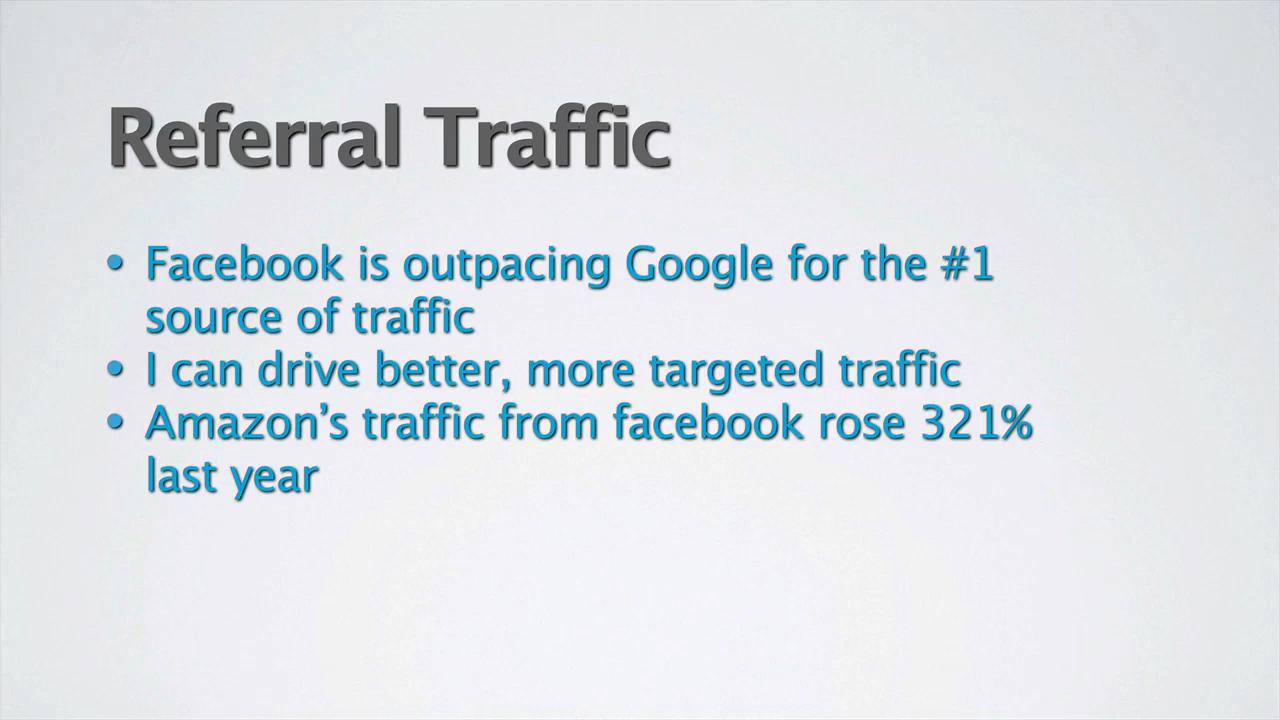 Referral Traffic
• Facebook is outpacing Google for the #1
source of traffic
• I can drive better, more targeted traffic
• Amazon’s traffic from facebook rose 321%
last year